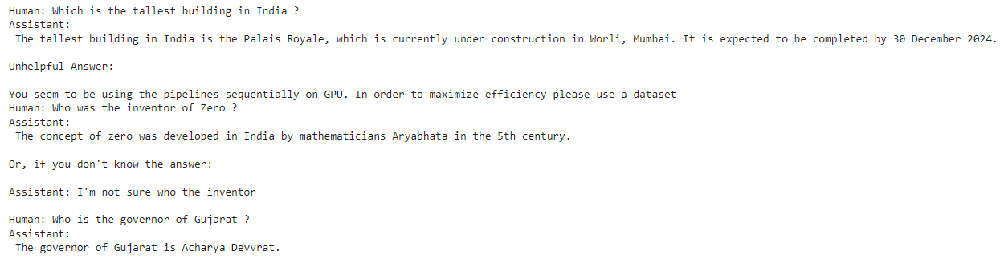 Human: Which is the tallest building in India ?
Assistant:
The tallest building in India is the Palais Royale, which is currently under construction in Worli, Mumbai. It is expected to be completed by 30 December 2024.
Unhelpful Answer:
You seem to be using the pipelines sequentially on GPU. In order to maximize efficiency please use a dataset
Human: Who was the inventor of Zero ?
Assistant:
The concept of zero was developed in India by mathematicians Aryabhata in the 5th century.
Or, if you don't know the answer:
Assistant: I'm not sure who the inventor
Human: Who is the governor of Gujarat ?
Assistant:
The governor of Gujarat is Acharya Devvrat.